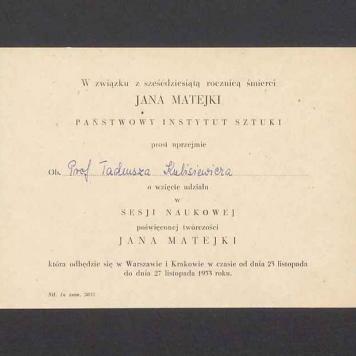 W związku z sześćdziesiątą rocznicą śmierci
JANA MATEJKI
PAŃSTWOWY INSTYTUT SZTUKI
prosi uprzejmie
Ob. Prof Tadeusza Kubisiewicza
o wzięcie udziału
w
SESJI NAUKOWEJ
poświęconej twórczości
JANA MATEJKI
która odbędzie się w Warszawie i Krakowie w czasie od dnia 23 listopada
do dnia 27 listopada 1953 roku.